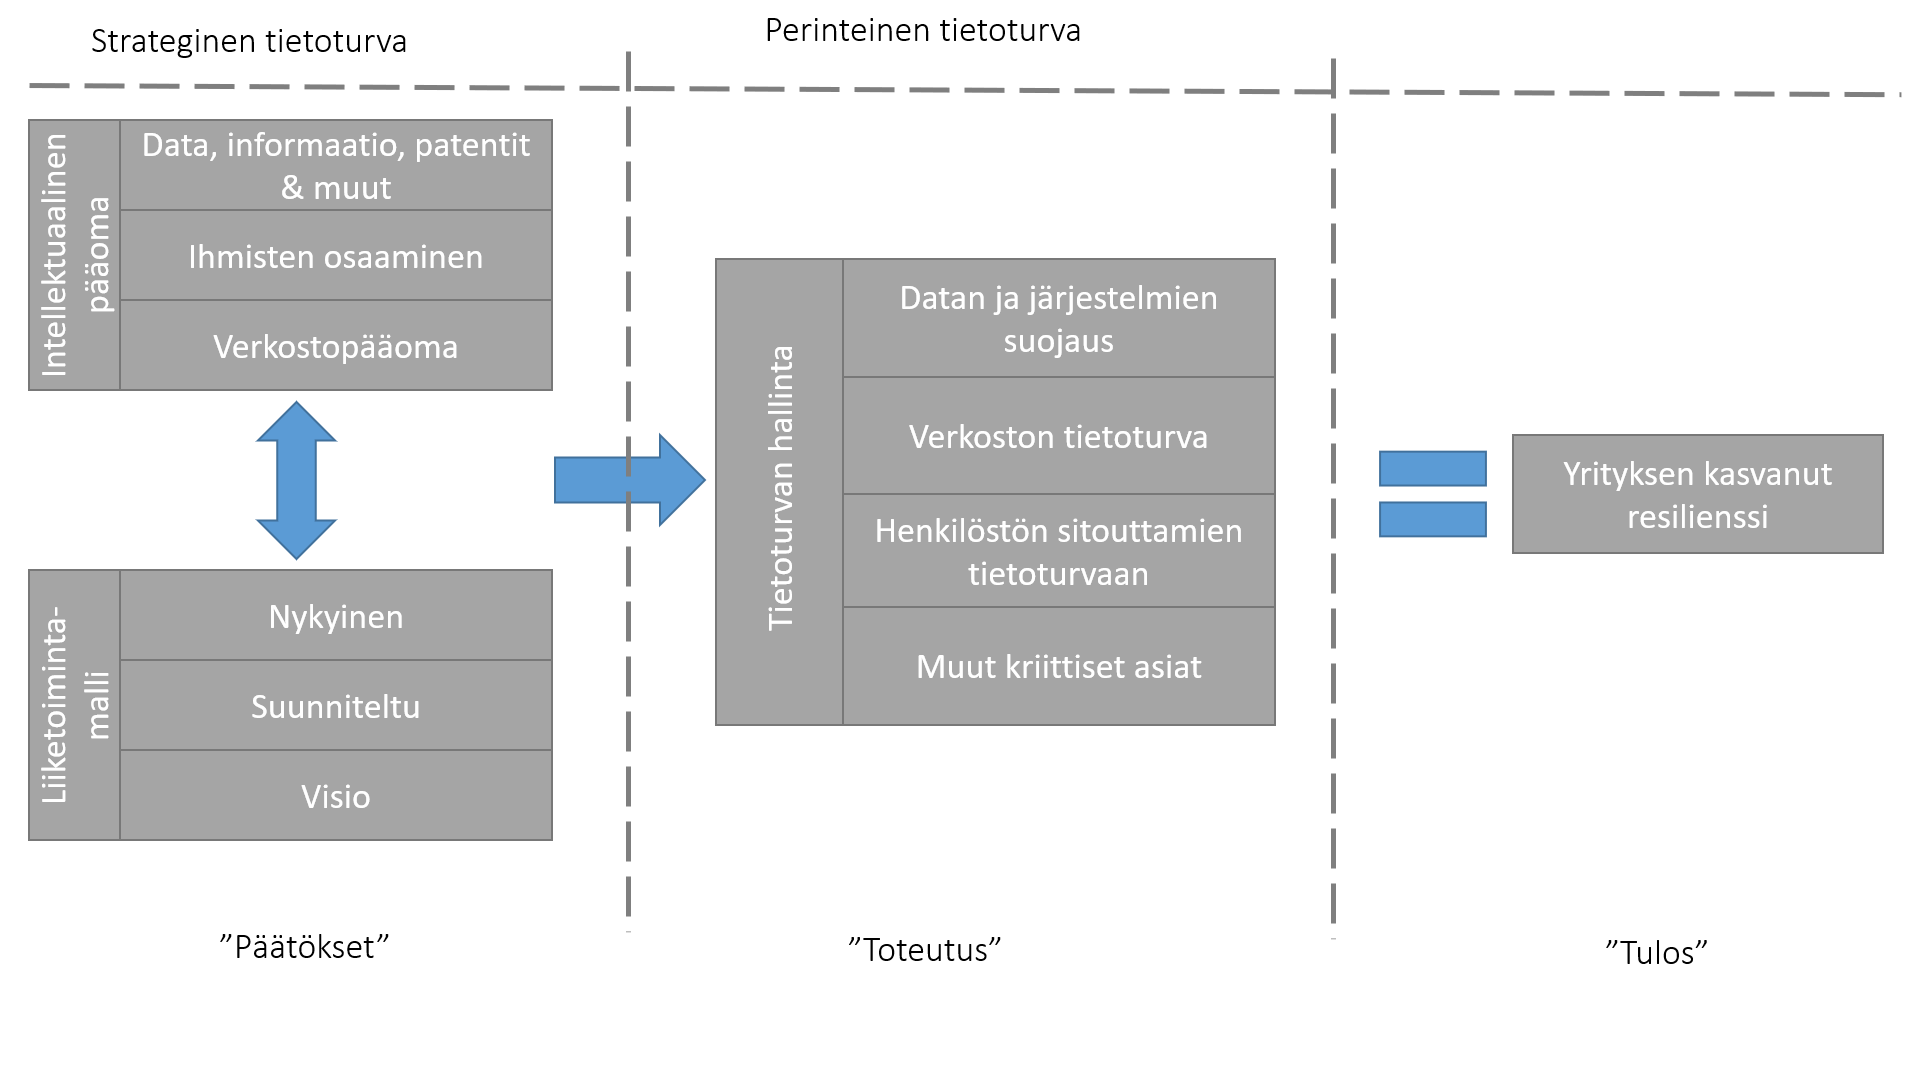 Strateginen tietoturva
Perinteinen tietoturva
Intellektuaalinen
pääoma
Data, informaatio, patentit
& muut
Ihmisten osaaminen
Verkostopääoma
Liiketoiminta-
malli
Nykyinen
Suunniteltu
Visio
Tietoturvan hallinta
Datan ja järjestelmien
suojaus
Verkoston tietoturva
Henkilöstön sitouttamien
tietoturvaan
Muut kriittiset asiat
Yrityksen kasvanut
resilienssi
”Päätökset”
”Toteutus”
”Tulos”